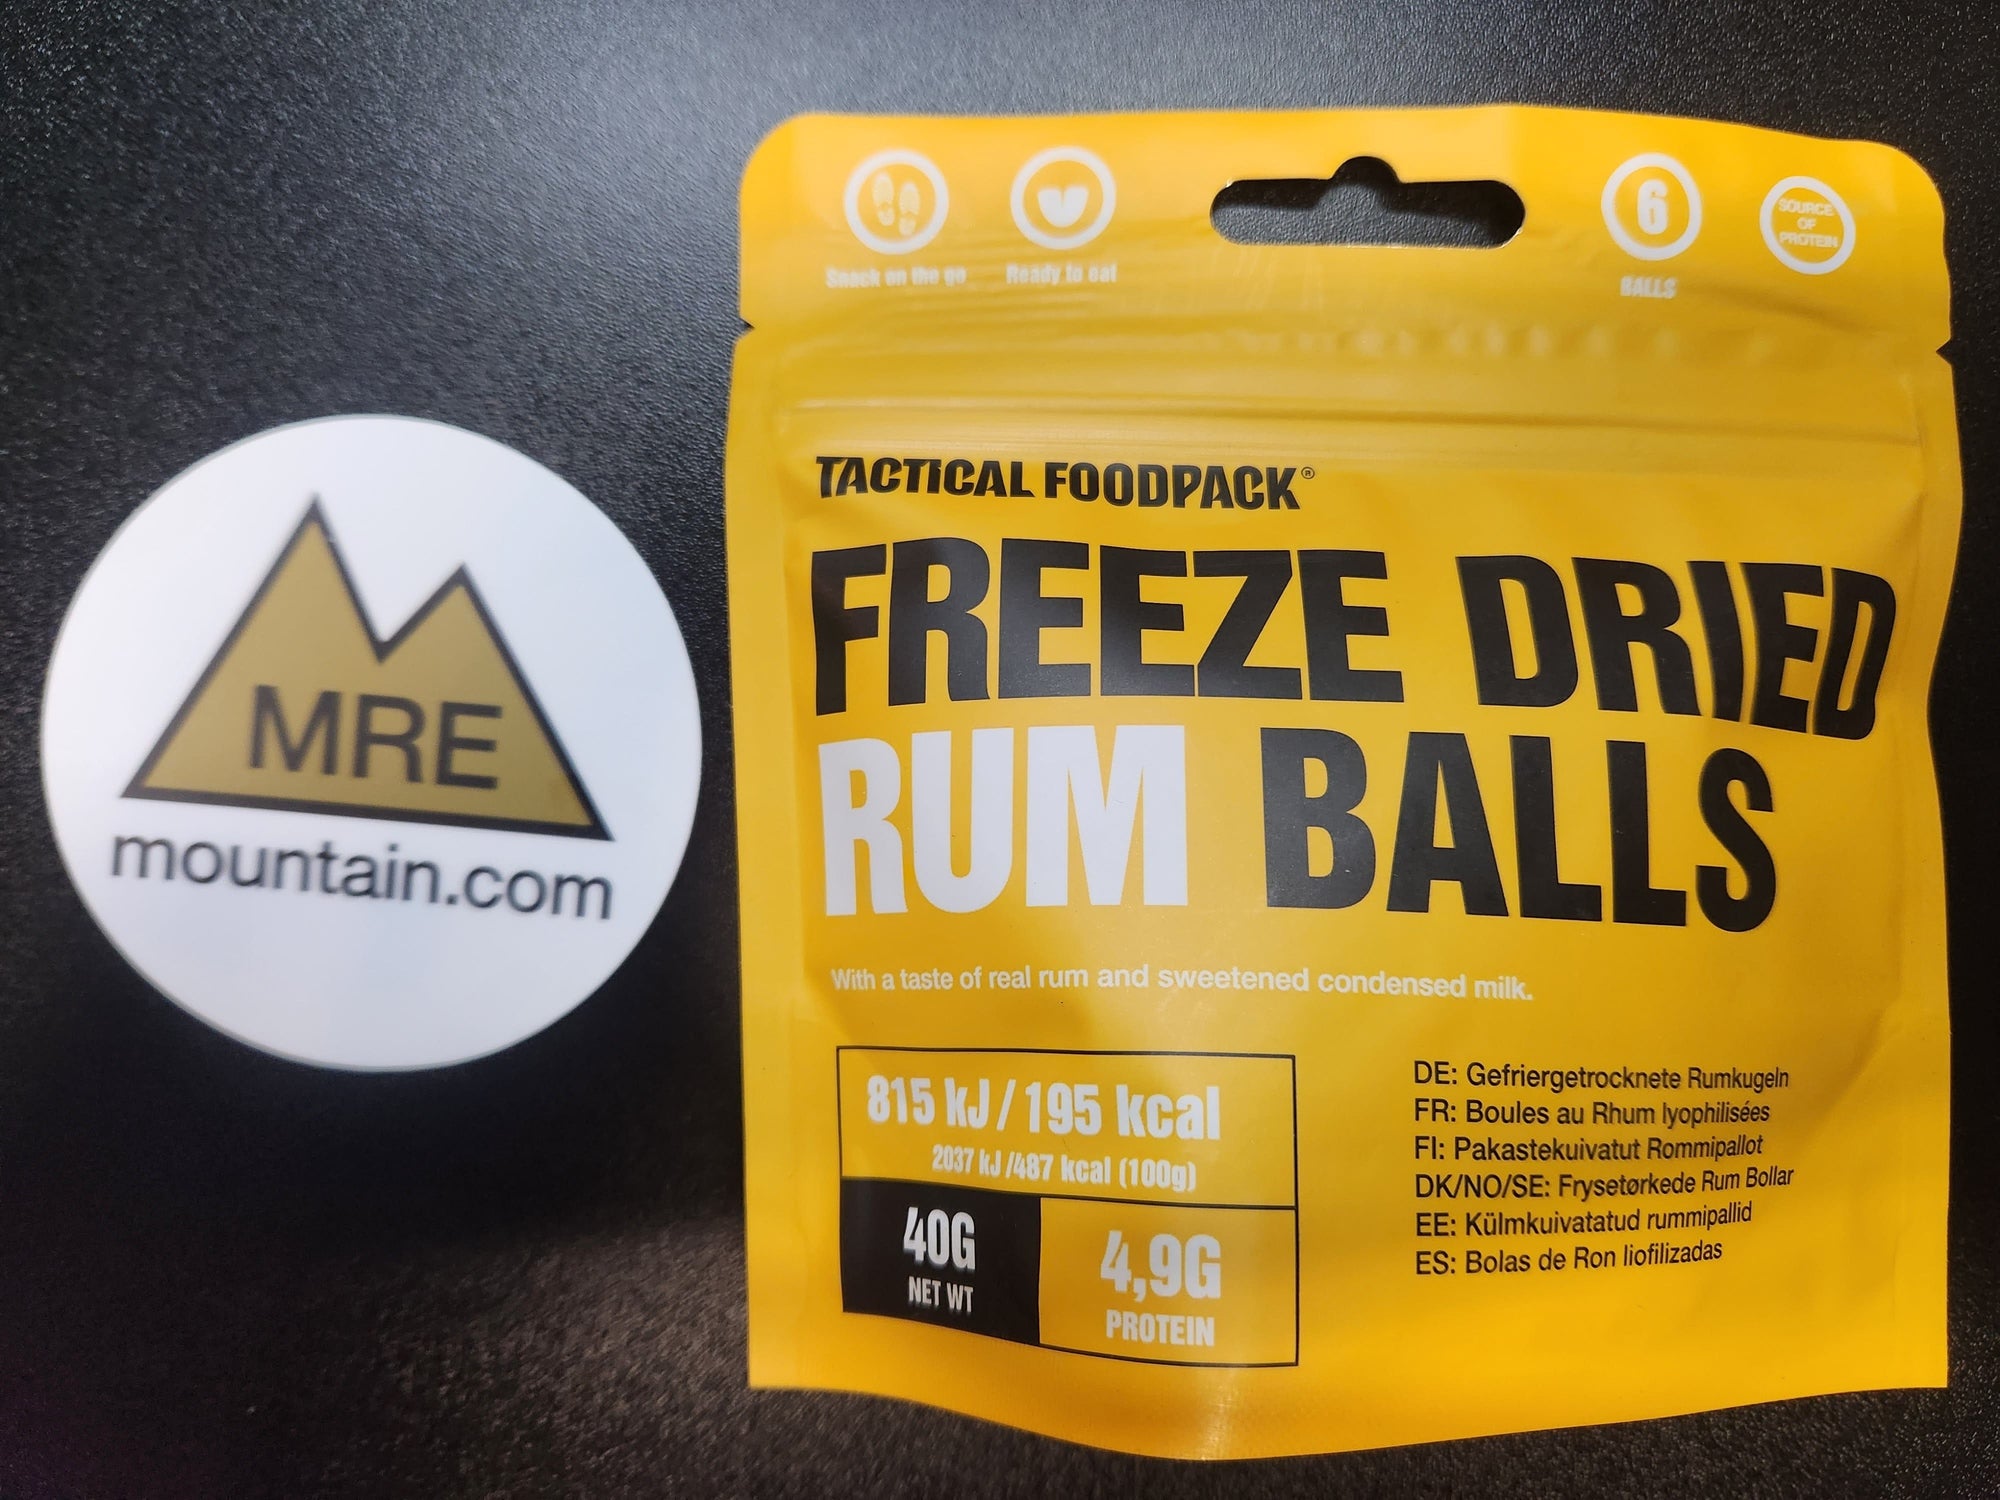 Snack on the go
Ready to eat
6
BALLS
SOURCE
OF
PROTEIN
TACTICAL FOODPACK®
FREEZE DRIED
RUM BALLS
With a taste of real rum and sweetened condensed milk.
815 kJ / 195 kcal
2037 kJ /487 kcal (100g)
40G
NET WT
4,9G
PROTEIN
DE: Gefriergetrocknete Rumkugeln
FR: Boules au Rhum lyophilisées
FI: Pakastekuivatut Rommipallot
DK/NO/SE: Frysetørkede Rum Bollar
EE: Külmkuivatatud rummipallid
ES: Bolas de Ron liofilizadas
MRE
mountain.com